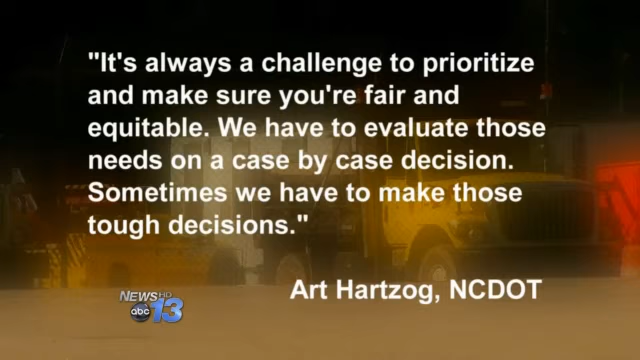 "It's always a challenge to prioritize
and make sure you're fair and
equitable. We have to evaluate those
needs on a case by case decision.
Sometimes we have to make those
tough decisions."
Art Hartzog, NCDOT
NEWS HD
abc 13